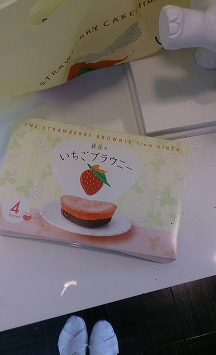 STRAWBERRY CAKE from
THE STRAWBERRY BROWNIE from GINZA
銀座の
いちごブラウニー
4